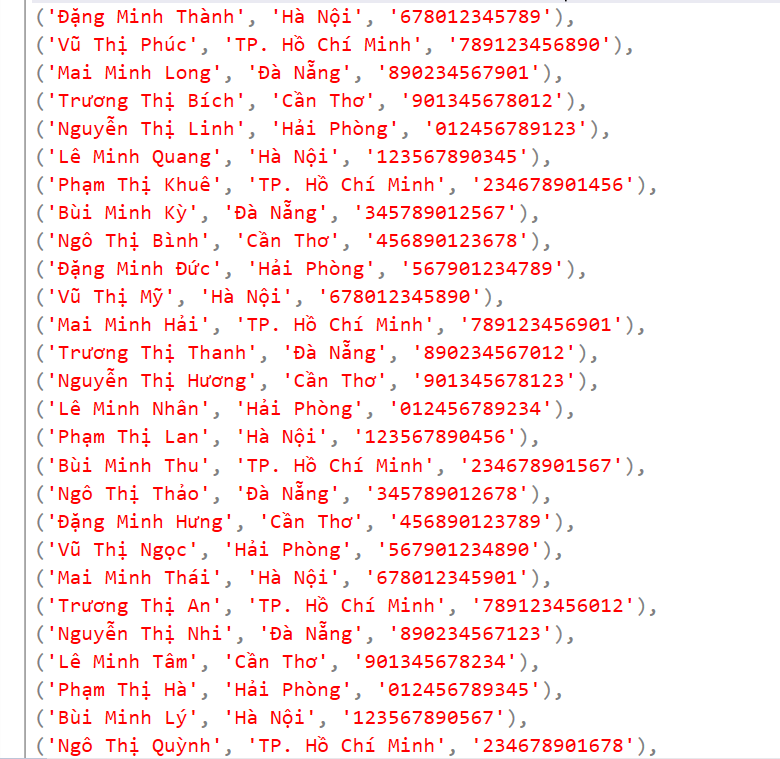 ('Đặng Minh Thành', 'Hà Nội', '678012345789'),
('Vũ Thị Phúc', 'TP. Hồ Chí Minh', '789123456890'),
('Mai Minh Long', 'Đà Nẵng', '890234567901'),
('Trương Thị Bích', 'Cần Thơ', '901345678012'),
('Nguyễn Thị Linh', 'Hải Phòng', '012456789123'),
('Lê Minh Quang', 'Hà Nội', '123567890345'),
('Phạm Thị Khuê', 'TP. Hồ Chí Minh', '234678901456'),
('Bùi Minh Kỳ', 'Đà Nẵng', '345789012567'),
('Ngô Thị Bình', 'Cần Thơ', '456890123678'),
('Đặng Minh Đức', 'Hải Phòng', '567901234789'),
('Vũ Thị Mỹ', 'Hà Nội', '678012345890'),
('Mai Minh Hải', 'TP. Hồ Chí Minh', '789123456901'),
('Trương Thị Thanh', 'Đà Nẵng', '890234567012'),
('Nguyễn Thị Hương', 'Cần Thơ', '901345678123'),
('Lê Minh Nhân', 'Hải Phòng', '012456789234'),
('Phạm Thị Lan', 'Hà Nội', '123567890456'),
('Bùi Minh Thu', 'TP. Hồ Chí Minh', '234678901567'),
('Ngô Thị Thảo', 'Đà Nẵng', '345789012678'),
('Đặng Minh Hưng', 'Cần Thơ', '456890123789'),
('Vũ Thị Ngọc', 'Hải Phòng', '567901234890'),
('Mai Minh Thái', 'Hà Nội', '678012345901'),
('Trương Thị An', 'TP. Hồ Chí Minh', '789123456012'),
('Nguyễn Thị Nhi', 'Đà Nẵng', '890234567123'),
('Lê Minh Tâm', 'Cần Thơ', '901345678234'),
('Phạm Thị Hà', 'Hải Phòng', '012456789345'),
('Bùi Minh Lý', 'Hà Nội', '123567890567'),
('Ngô Thị Quỳnh', 'TP. Hồ Chí Minh', '234678901678'),